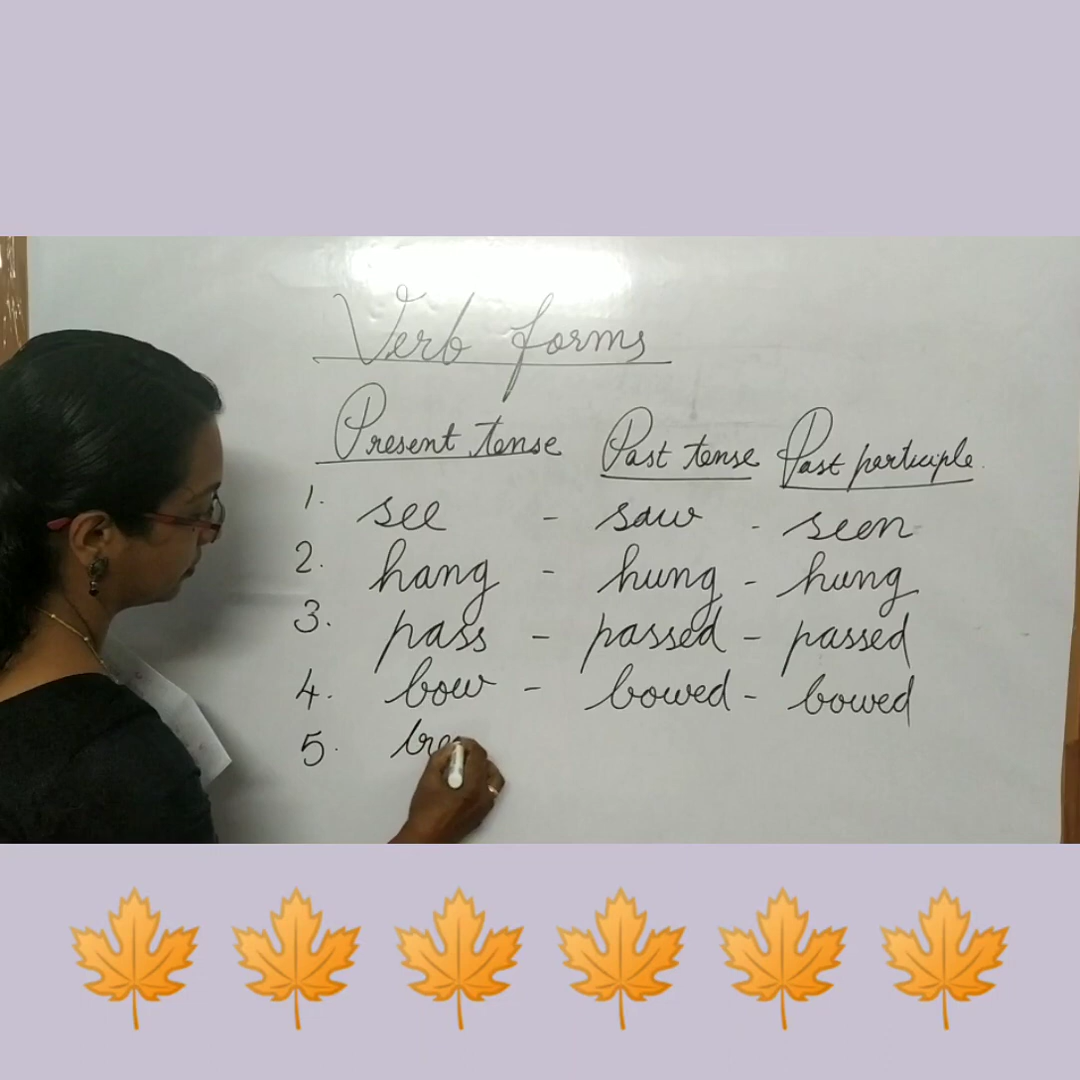 Verb forms
Present tense Past tense Past participle.
1. see - saw - seen
2. hang - hung - hung
3. pass - passed - passed
4. bow - bowed - bowed
5.